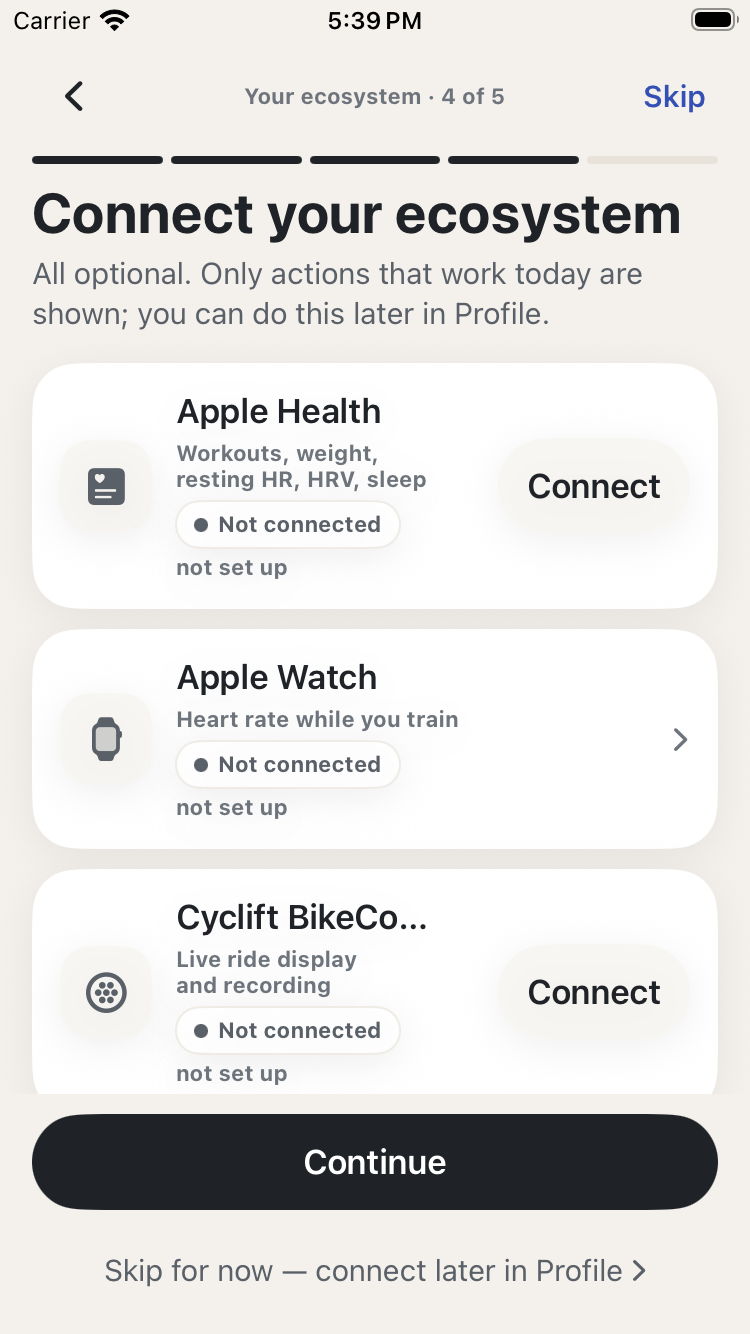 Carrier
5:39 PM
Your ecosystem · 4 of 5
Skip
Connect your ecosystem
All optional. Only actions that work today are
shown; you can do this later in Profile.
Apple Health
Workouts, weight,
resting HR, HRV, sleep
Not connected
not set up
Connect
Apple Watch
Heart rate while you train
Not connected
not set up
Cyclift BikeCo...
Live ride display
and recording
Not connected
not set up
Connect
Continue
Skip for now — connect later in Profile